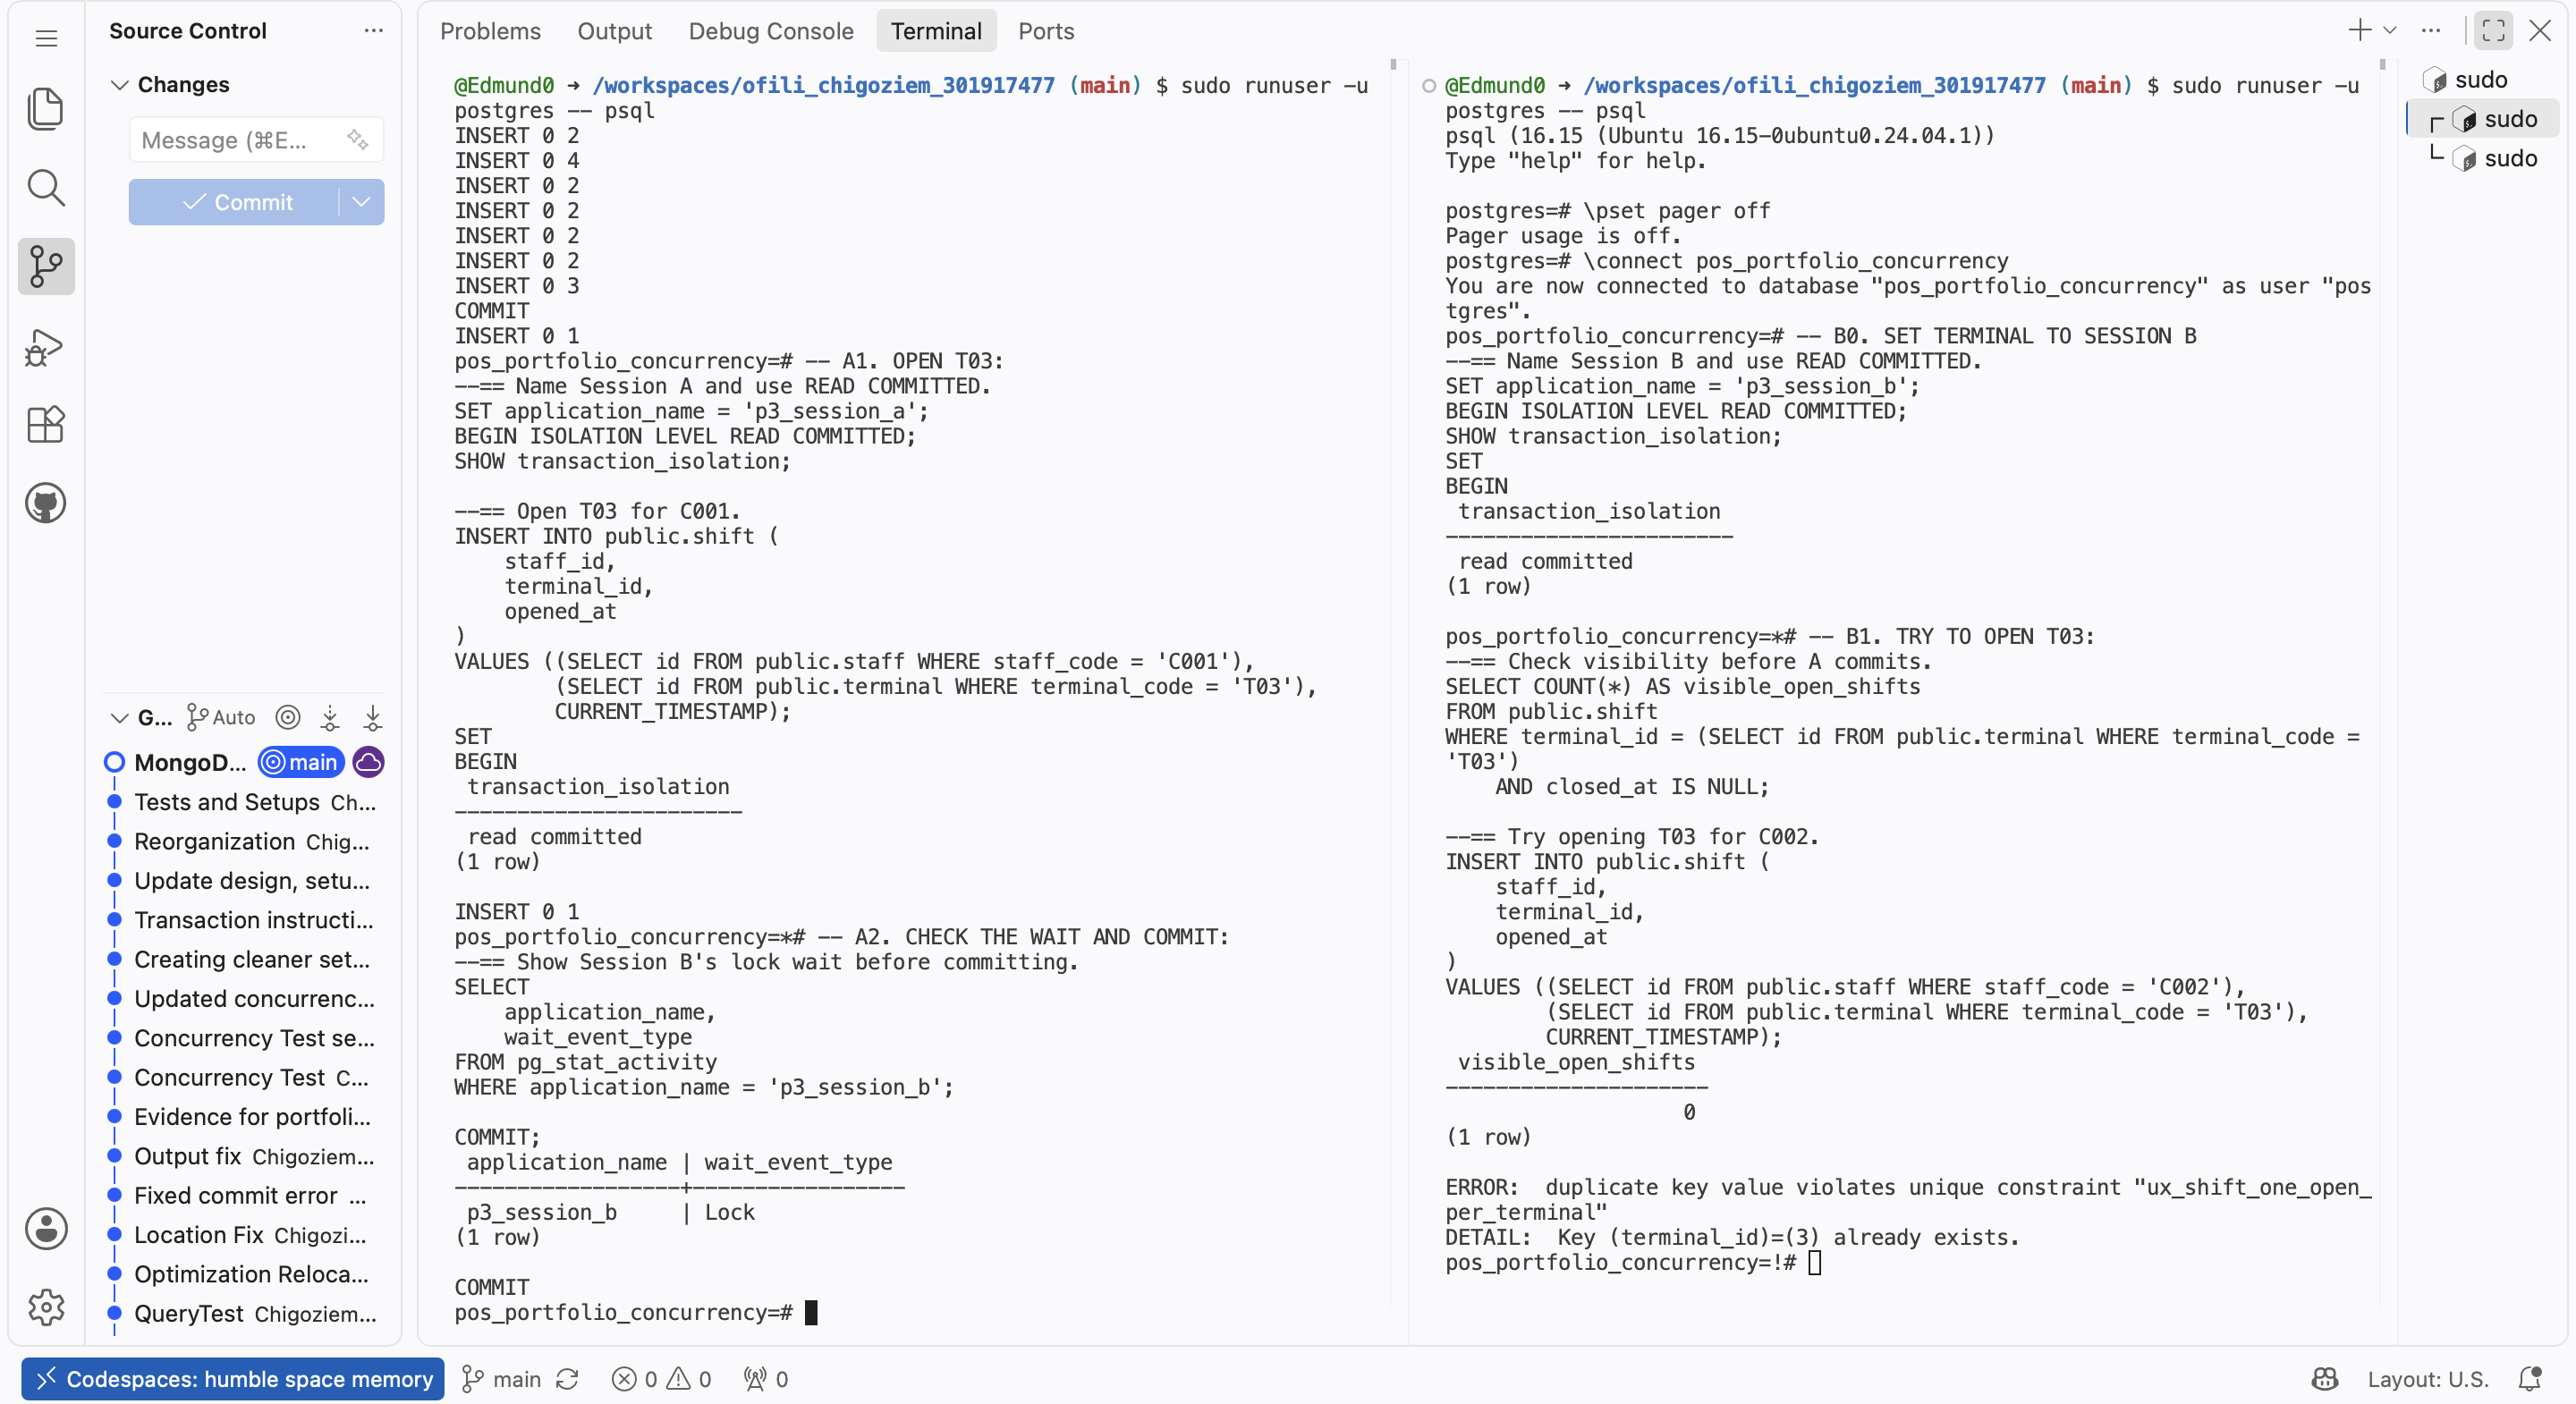 Source Control
Changes
Message (⌘E...
Commit
G...
Auto
MongoD... main
Tests and Setups Ch...
Reorganization Chig...
Update design, setu...
Transaction instructi...
Creating cleaner set...
Updated concurrenc...
Concurrency Test se...
Concurrency Test C...
Evidence for portfoli...
Output fix Chigoziem...
Fixed commit error ...
Location Fix Chigozi...
Optimization Reloca...
QueryTest Chigoziem...
Problems Output Debug Console Terminal Ports
@Edmund0 → /workspaces/ofili_chigoziem_301917477 (main) $ sudo runuser -u
postgres -- psql
INSERT 0 2
INSERT 0 4
INSERT 0 2
INSERT 0 2
INSERT 0 2
INSERT 0 2
INSERT 0 3
COMMIT
INSERT 0 1
pos_portfolio_concurrency=# -- A1. OPEN T03:
--== Name Session A and use READ COMMITTED.
SET application_name = 'p3_session_a';
BEGIN ISOLATION LEVEL READ COMMITTED;
SHOW transaction_isolation;
--== Open T03 for C001.
INSERT INTO public.shift (
staff_id,
terminal_id,
opened_at
)
VALUES ((SELECT id FROM public.staff WHERE staff_code = 'C001'),
(SELECT id FROM public.terminal WHERE terminal_code = 'T03'),
CURRENT_TIMESTAMP);
SET
BEGIN
transaction_isolation
-----------------------
read committed
(1 row)
INSERT 0 1
pos_portfolio_concurrency=*# -- A2. CHECK THE WAIT AND COMMIT:
--== Show Session B's lock wait before committing.
SELECT
application_name,
wait_event_type
FROM pg_stat_activity
WHERE application_name = 'p3_session_b';
COMMIT;
application_name | wait_event_type
------------------+-----------------
p3_session_b | Lock
(1 row)
COMMIT
pos_portfolio_concurrency=#
@Edmund0 → /workspaces/ofili_chigoziem_301917477 (main) $ sudo runuser -u
postgres -- psql
psql (16.15 (Ubuntu 16.15-0ubuntu0.24.04.1))
Type "help" for help.
postgres=# \pset pager off
Pager usage is off.
postgres=# \connect pos_portfolio_concurrency
You are now connected to database "pos_portfolio_concurrency" as user "pos
tgres".
pos_portfolio_concurrency=# -- B0. SET TERMINAL TO SESSION B
--== Name Session B and use READ COMMITTED.
SET application_name = 'p3_session_b';
BEGIN ISOLATION LEVEL READ COMMITTED;
SHOW transaction_isolation;
SET
BEGIN
transaction_isolation
-----------------------
read committed
(1 row)
pos_portfolio_concurrency=*# -- B1. TRY TO OPEN T03:
--== Check visibility before A commits.
SELECT COUNT(*) AS visible_open_shifts
FROM public.shift
WHERE terminal_id = (SELECT id FROM public.terminal WHERE terminal_code =
'T03')
AND closed_at IS NULL;
--== Try opening T03 for C002.
INSERT INTO public.shift (
staff_id,
terminal_id,
opened_at
)
VALUES ((SELECT id FROM public.staff WHERE staff_code = 'C002'),
(SELECT id FROM public.terminal WHERE terminal_code = 'T03'),
CURRENT_TIMESTAMP);
visible_open_shifts
---------------------
0
(1 row)
ERROR:  duplicate key value violates unique constraint "ux_shift_one_open_
per_terminal"
DETAIL:  Key (terminal_id)=(3) already exists.
pos_portfolio_concurrency=!#
sudo
sudo
sudo
Codespaces: humble space memory
main
0
0
0
Layout: U.S.